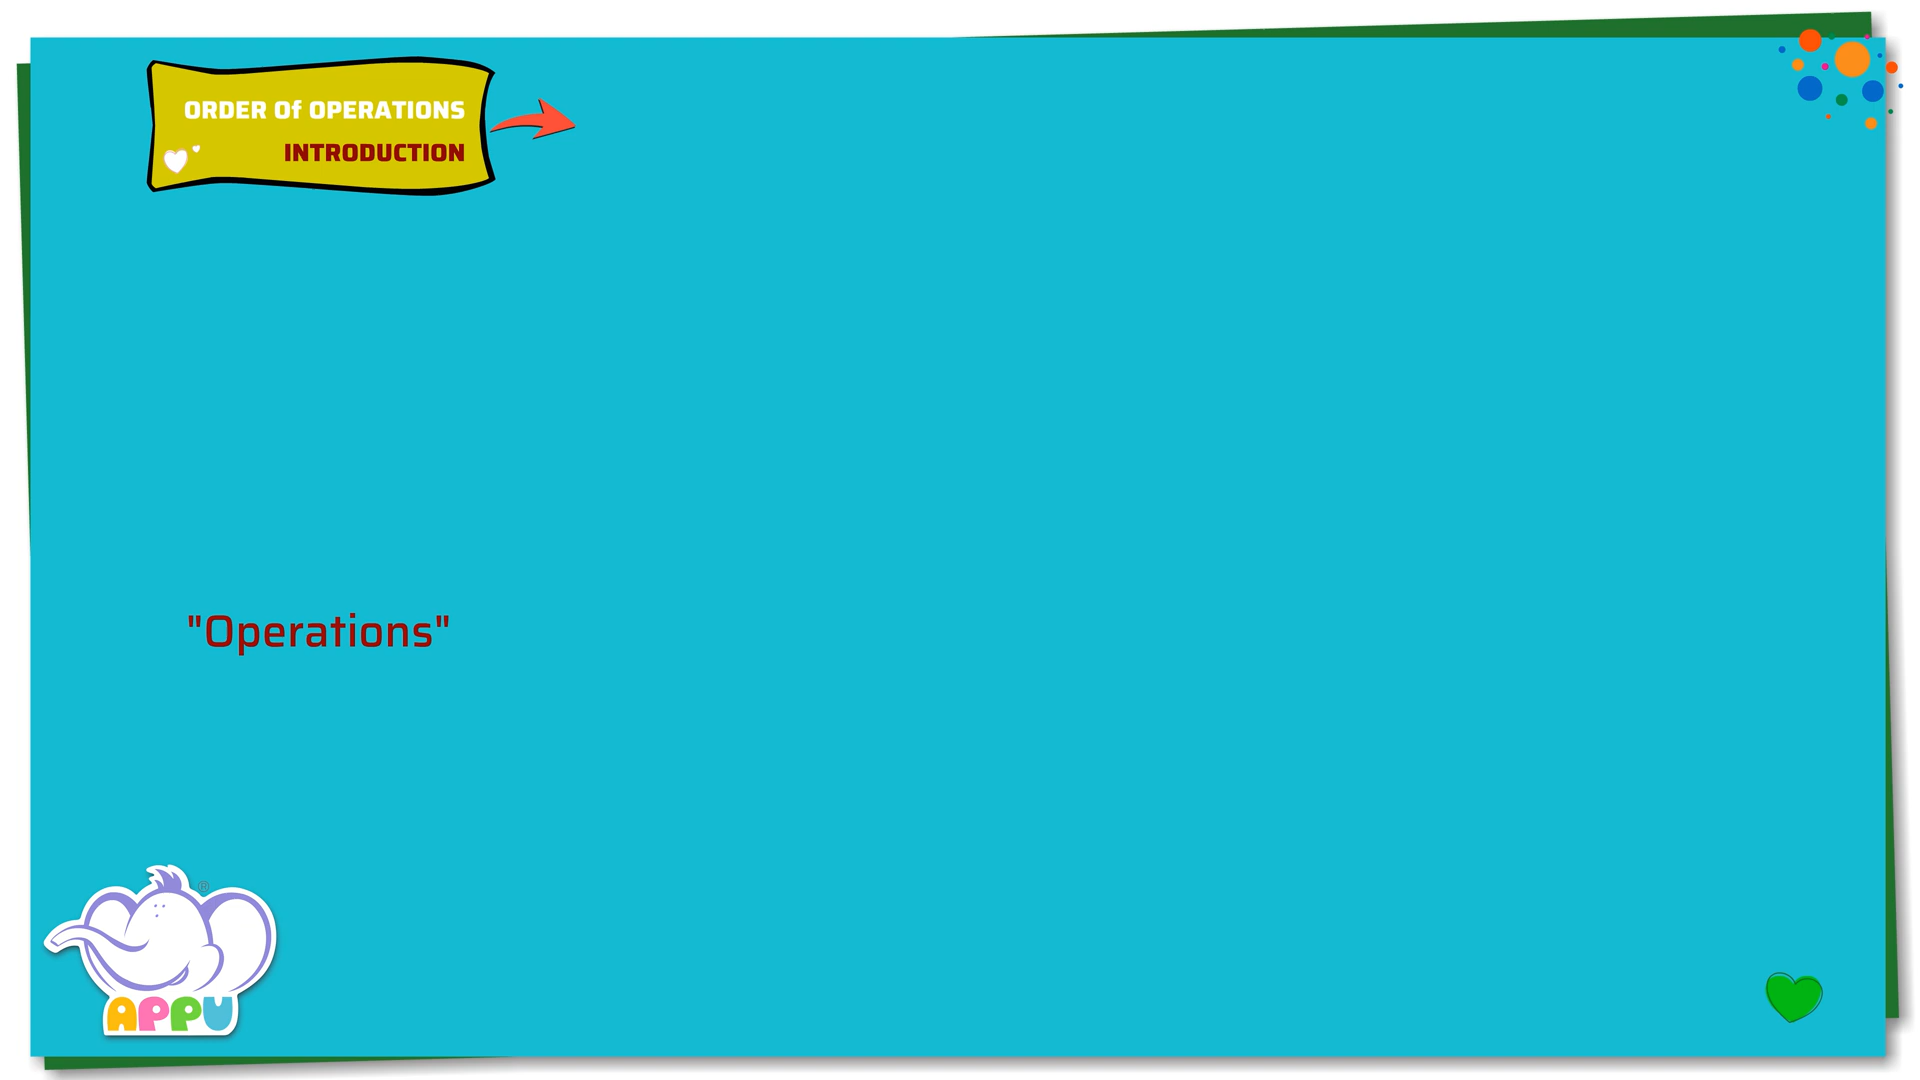 ORDER Of OPERATIONS
INTRODUCTION
"Operations"
®
APPU